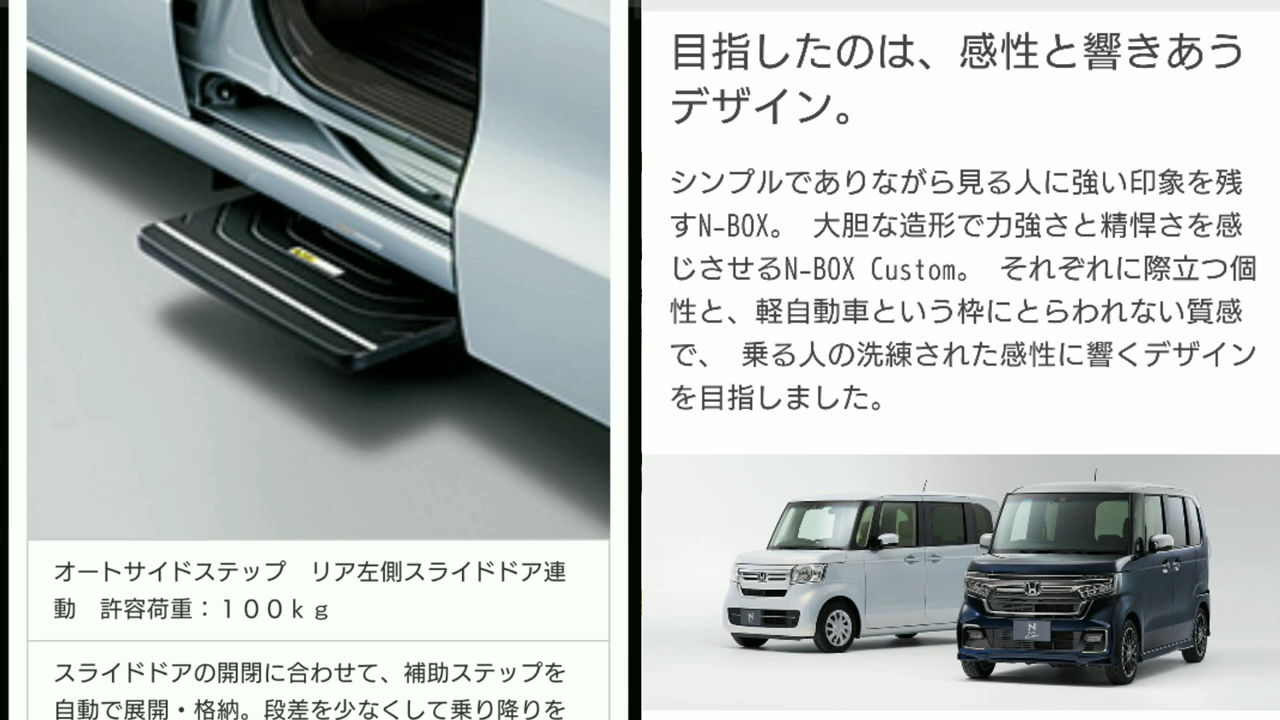 オートサイドステップ　リア左側スライドドア連
動　許容荷重：１００ｋｇ
スライドドアの開閉に合わせて、補助ステップを
自動で展開・格納。段差を少なくして乗り降りを
目指したのは、感性と響きあう
デザイン。
シンプルでありながら見る人に強い印象を残
すN-BOX。 大胆な造形で力強さと精悍さを感
じさせるN-BOX Custom。 それぞれに際立つ個
性と、軽自動車という枠にとらわれない質感
で、 乗る人の洗練された感性に響くデザイン
を目指しました。